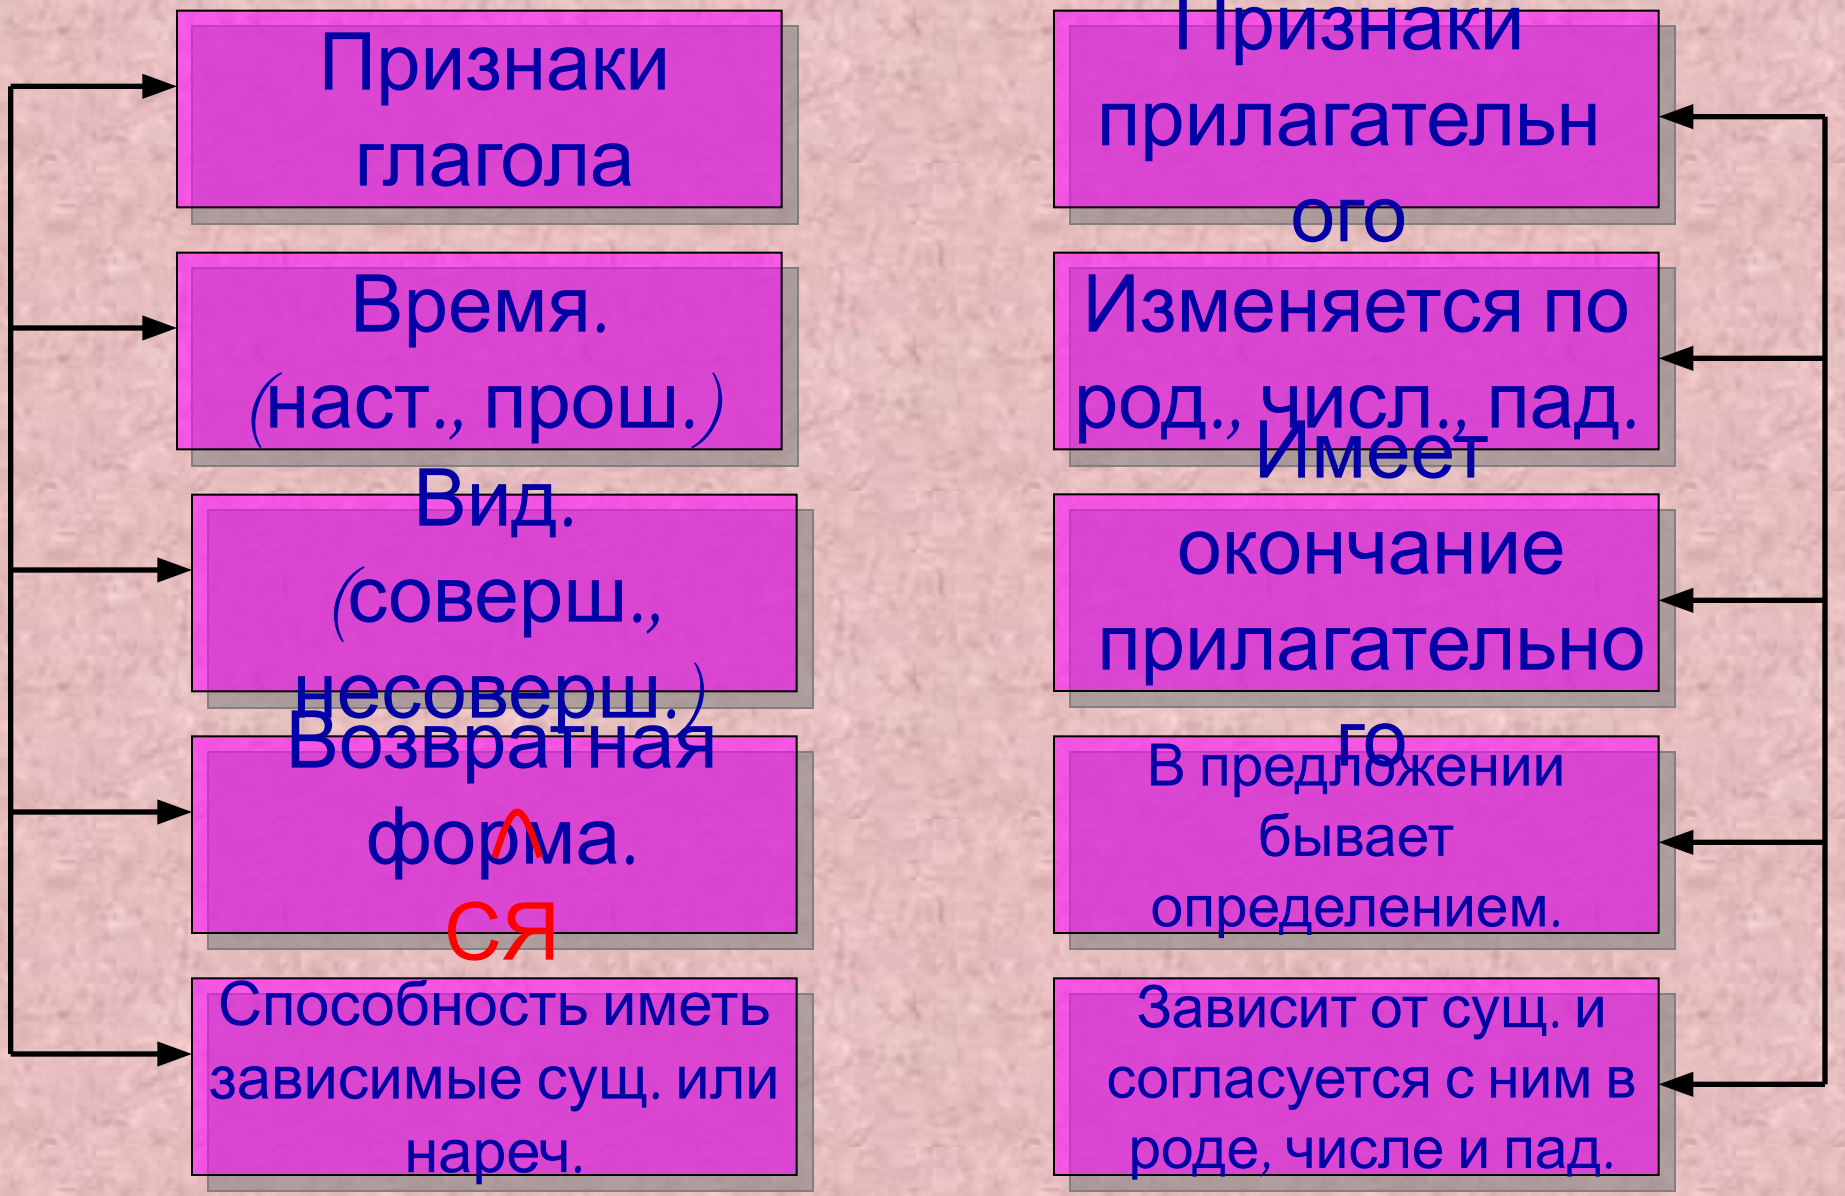 Признаки
глагола
Время.
(наст., прош.)
Вид.
(соверш.,
несоверш.)
Возвратная
форма.
СЯ
Способность иметь
зависимые сущ. или
нареч.
Признаки
прилагательн
ого
Изменяется по
род., числ., пад.
Имеет
окончание
прилагательно
го
В предложении
бывает
определением.
Зависит от сущ. и
согласуется с ним в
роде, числе и пад.